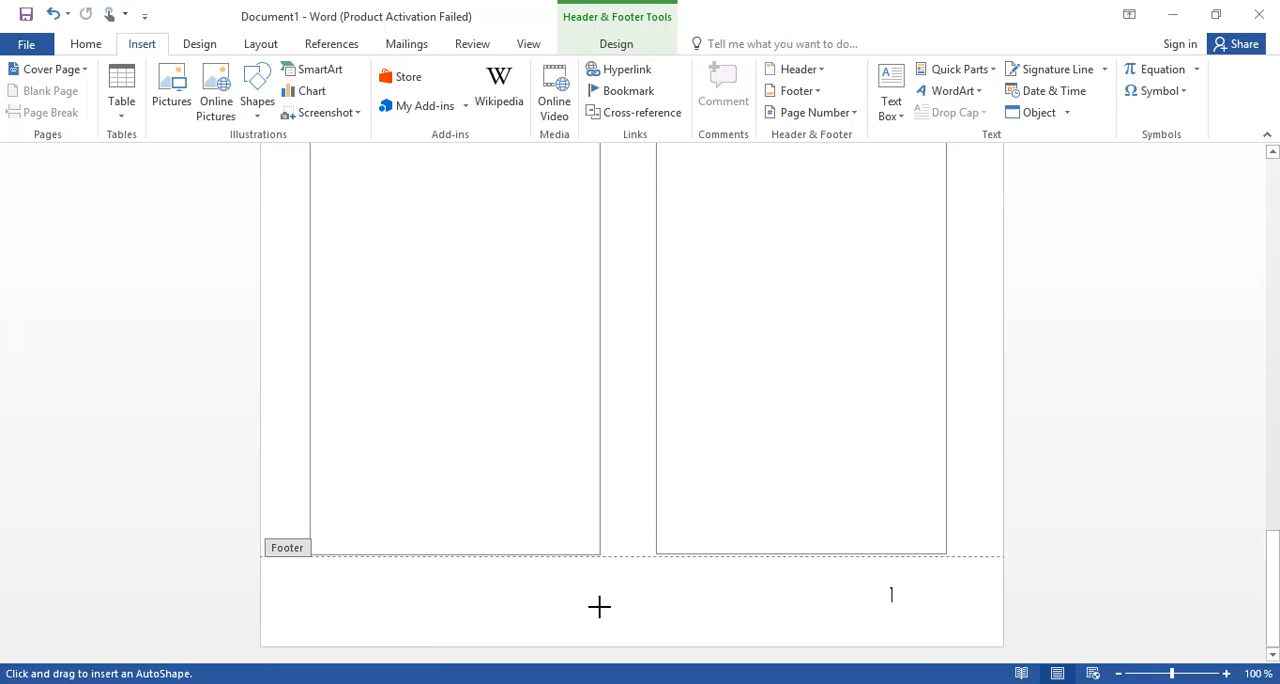 Document1 - Word (Product Activation Failed)
Header & Footer Tools
File Home Insert Design Layout References Mailings Review View Design Tell me what you want to do... Sign in Share
Cover Page
Blank Page
Page Break
Pages
Table
Tables
Pictures
Online Pictures
Shapes
SmartArt
Chart
Screenshot
Illustrations
Store
My Add-ins
W
Wikipedia
Add-ins
Online Video
Media
Hyperlink
Bookmark
Cross-reference
Links
Comment
Comments
Header
Footer
Page Number
Header & Footer
Text Box
Quick Parts
WordArt
Drop Cap
Signature Line
Date & Time
Object
Text
π Equation
Ω Symbol
Symbols
Footer
1
Click and drag to insert an AutoShape.
100 %